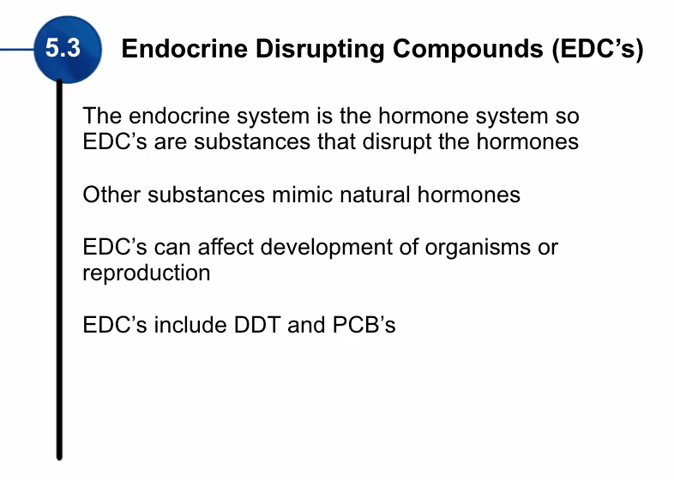 5.3
Endocrine Disrupting Compounds (EDC’s)
The endocrine system is the hormone system so
EDC’s are substances that disrupt the hormones
Other substances mimic natural hormones
EDC’s can affect development of organisms or
reproduction
EDC’s include DDT and PCB’s